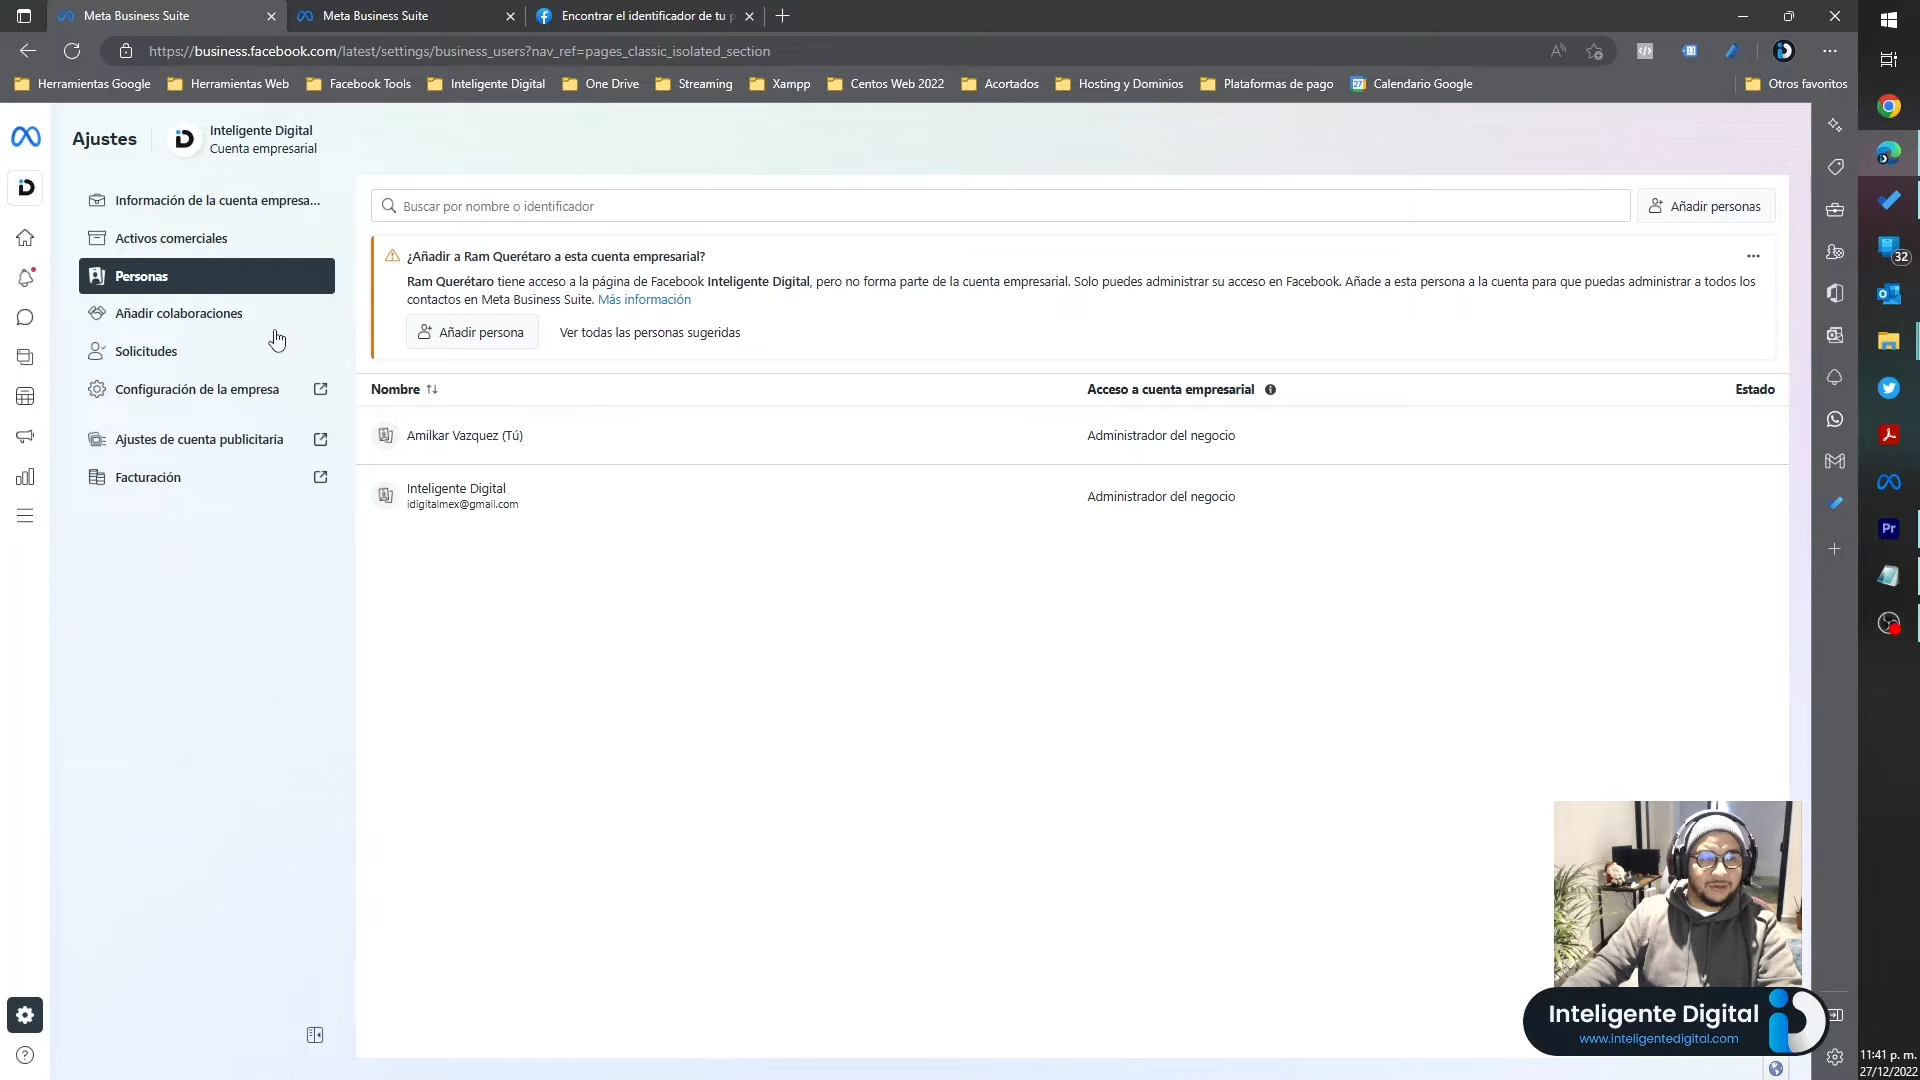 Meta Business Suite
Meta Business Suite
Encontrar el identificador de tu p
https://business.facebook.com/latest/settings/business_users?nav_ref=pages_classic_isolated_section
Herramientas Google
Herramientas Web
Facebook Tools
Inteligente Digital
One Drive
Streaming
Xampp
Centos Web 2022
Acortados
Hosting y Dominios
Plataformas de pago
Calendario Google
Otros favoritos
Ajustes
Inteligente Digital
Cuenta empresarial
Información de la cuenta empresa...
Activos comerciales
Personas
Añadir colaboraciones
Solicitudes
Configuración de la empresa
Ajustes de cuenta publicitaria
Facturación
Buscar por nombre o identificador
Añadir personas
¿Añadir a Ram Querétaro a esta cuenta empresarial?
Ram Querétaro tiene acceso a la página de Facebook Inteligente Digital, pero no forma parte de la cuenta empresarial. Solo puedes administrar su acceso en Facebook. Añade a esta persona a la cuenta para que puedas administrar a todos los
contactos en Meta Business Suite. Más información
Añadir persona
Ver todas las personas sugeridas
Nombre
Acceso a cuenta empresarial
Estado
Amilkar Vazquez (Tú)
Administrador del negocio
Inteligente Digital
idigitalmex@gmail.com
Administrador del negocio
32
Pr
Inteligente Digital
www.inteligentedigital.com
11:41 p. m.
27/12/2022